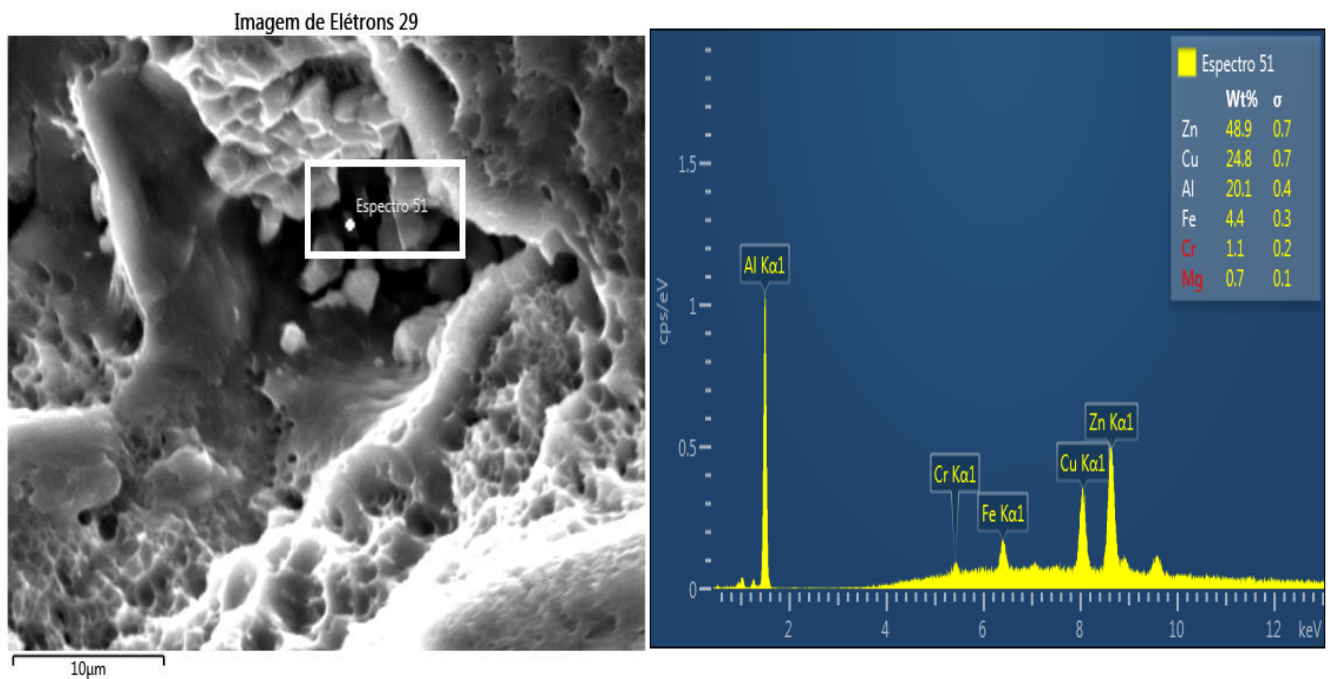 Imagem de Elétrons 29
Espectro 51
10µm
Espectro 51
Wt% σ
Zn 48.9 0.7
Cu 24.8 0.7
Al 20.1 0.4
Fe 4.4 0.3
Cr 1.1 0.2
Mg 0.7 0.1
1.5
Al Kα1
cps/eV
1
Zn Kα1
0.5
Cu Kα1
Cr Kα1
Fe Kα1
0
2 4 6 8 10 12 keV